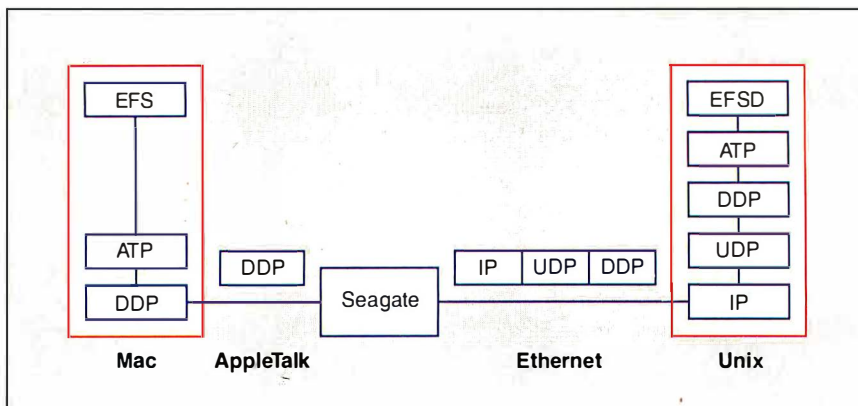 EFS
EFSD
ATP
DDP
ATP
DDP
IP UDP DDP
UDP
DDP
Seagate
IP
Mac
AppleTalk
Ethernet
Unix